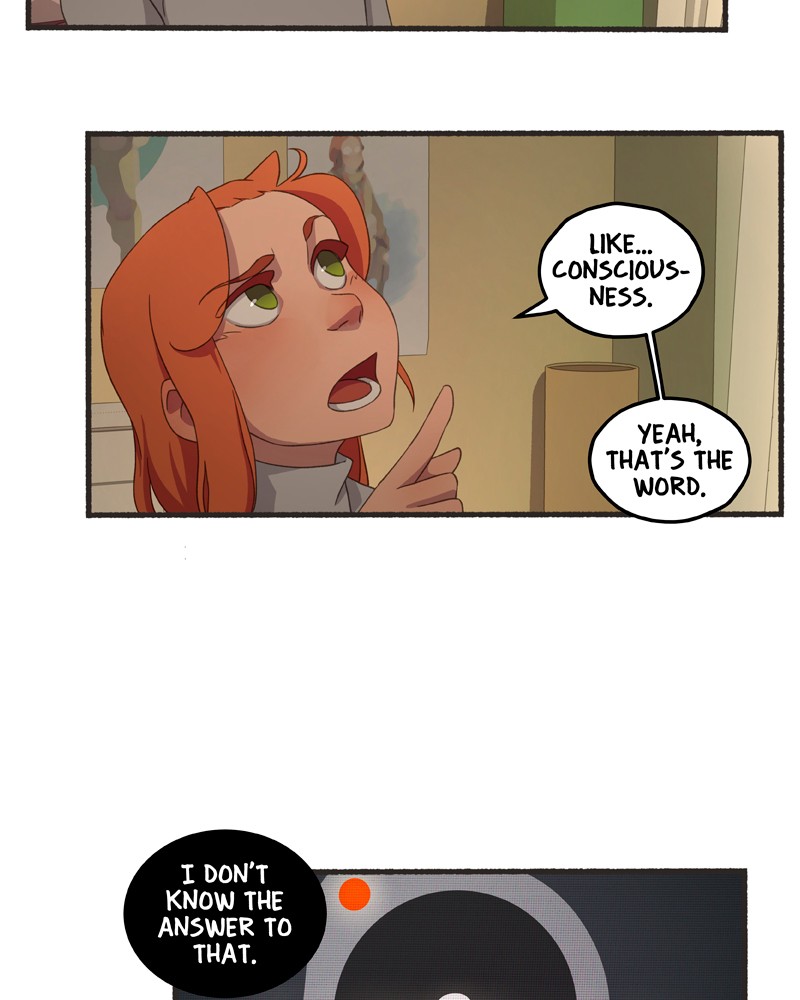 LIKE...
CONSCIOUS-
NESS.
YEAH,
THAT'S THE
WORD.
I DON'T
KNOW THE
ANSWER TO
THAT.